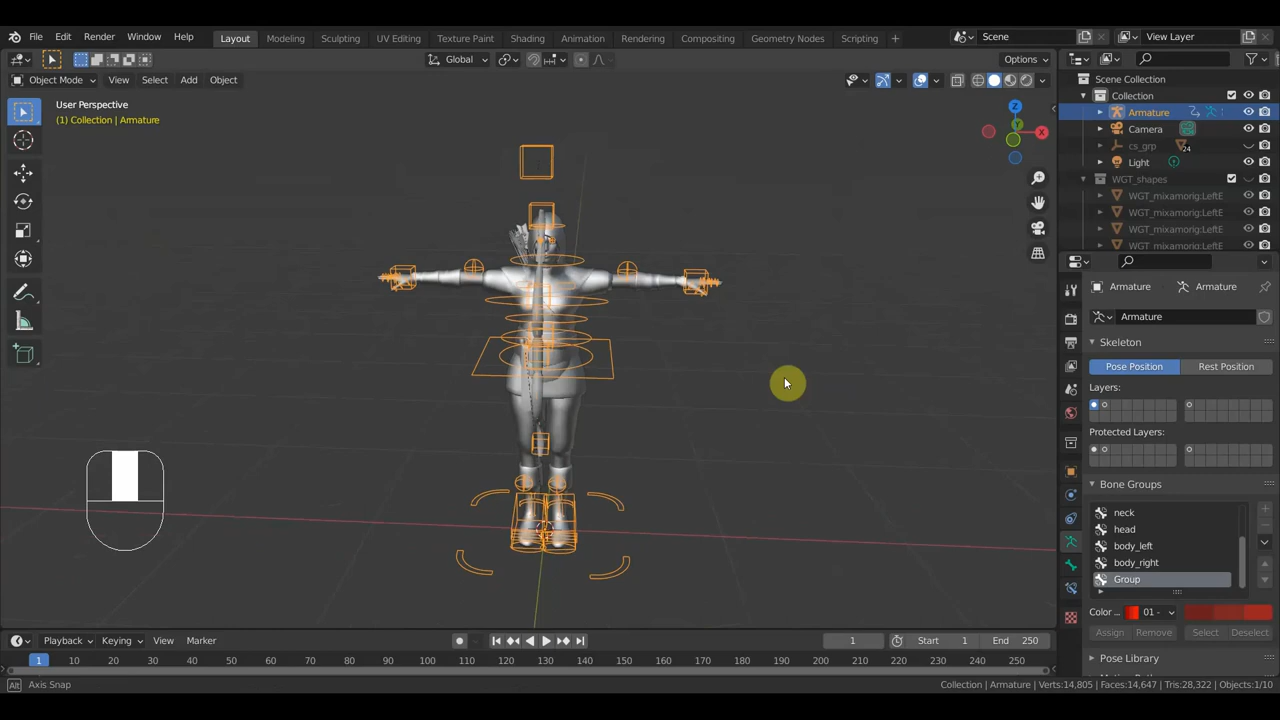 File Edit Render Window Help Layout Modeling Sculpting UV Editing Texture Paint Shading Animation Rendering Compositing Geometry Nodes Scripting + Scene View Layer
Global Options
Object Mode View Select Add Object
User Perspective
(1) Collection | Armature
Z
Y
X
Scene Collection
Collection
Armature
Camera
cs_grp
24
Light
WGT_shapes
WGT_mixamorig:LeftE
WGT_mixamorig:LeftE
WGT_mixamorig:LeftE
WGT_mixamorig:LeftE
Armature Armature
Armature
Skeleton
Pose Position Rest Position
Layers:
Protected Layers:
Bone Groups
neck
head
body_left
body_right
Group
Color ... 01 -
Assign Remove Select Deselect
Pose Library
Playback Keying View Marker 1 Start 1 End 250
1 10 20 30 40 50 60 70 80 90 100 110 120 130 140 150 160 170 180 190 200 210 220 230 240 250
Alt Axis Snap Collection | Armature | Verts:14,805 | Faces:14,647 | Tris:28,322 | Objects:1/10